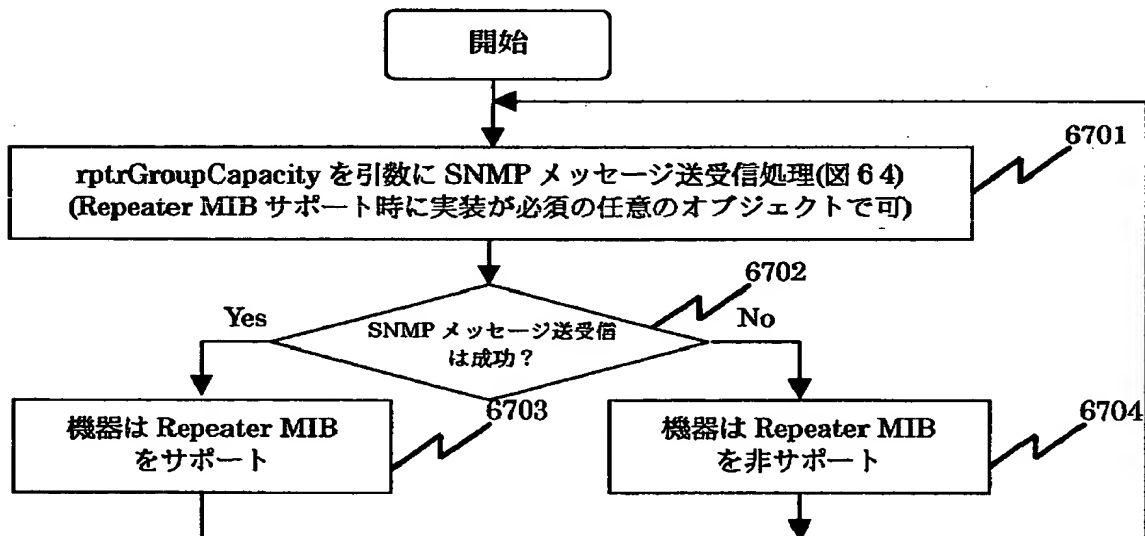 開始
6701
rptrGroupCapacity を引数に SNMP メッセージ送受信処理(図64)
(Repeater MIB サポート時に実装が必須の任意のオブジェクトで可)
6702
Yes
No
SNMP メッセージ送受信
は成功?
6703
機器は Repeater MIB
をサポート
6704
機器は Repeater MIB
を非サポート